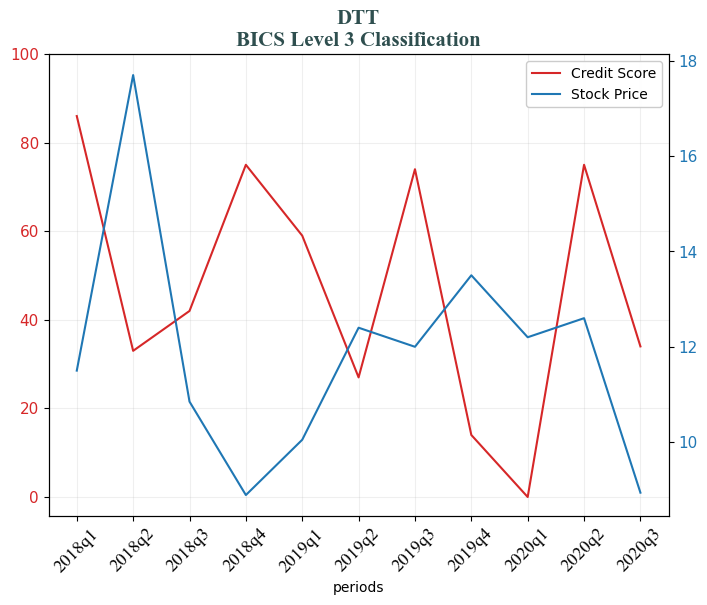 DTT
BICS Level 3 Classification
100
80
60
40
20
0
18
16
14
12
10
Credit Score
Stock Price
2018q1
2018q2
2018q3
2018q4
2019q1
2019q2
2019q3
2019q4
2020q1
2020q2
2020q3
periods